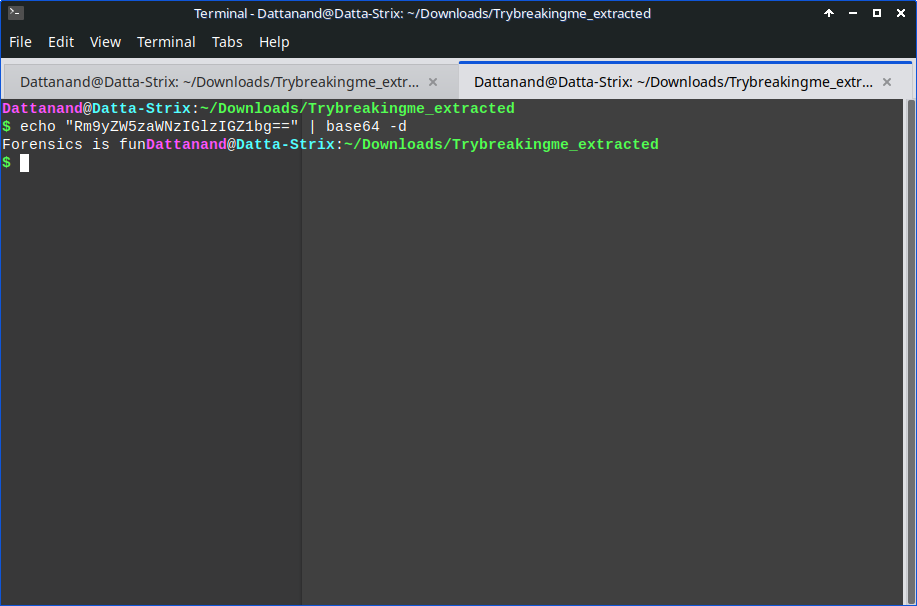 Terminal - Dattanand@Datta-Strix: ~/Downloads/Trybreakingme_extracted
File Edit View Terminal Tabs Help
Dattanand@Datta-Strix: ~/Downloads/Trybreakingme_extr... × Dattanand@Datta-Strix: ~/Downloads/Trybreakingme_extr... ×
Dattanand@Datta-Strix:~/Downloads/Trybreakingme_extracted
$ echo "Rm9yZW5zaWNzIGlzIGZ1bg==" | base64 -d
Forensics is funDattanand@Datta-Strix:~/Downloads/Trybreakingme_extracted
$